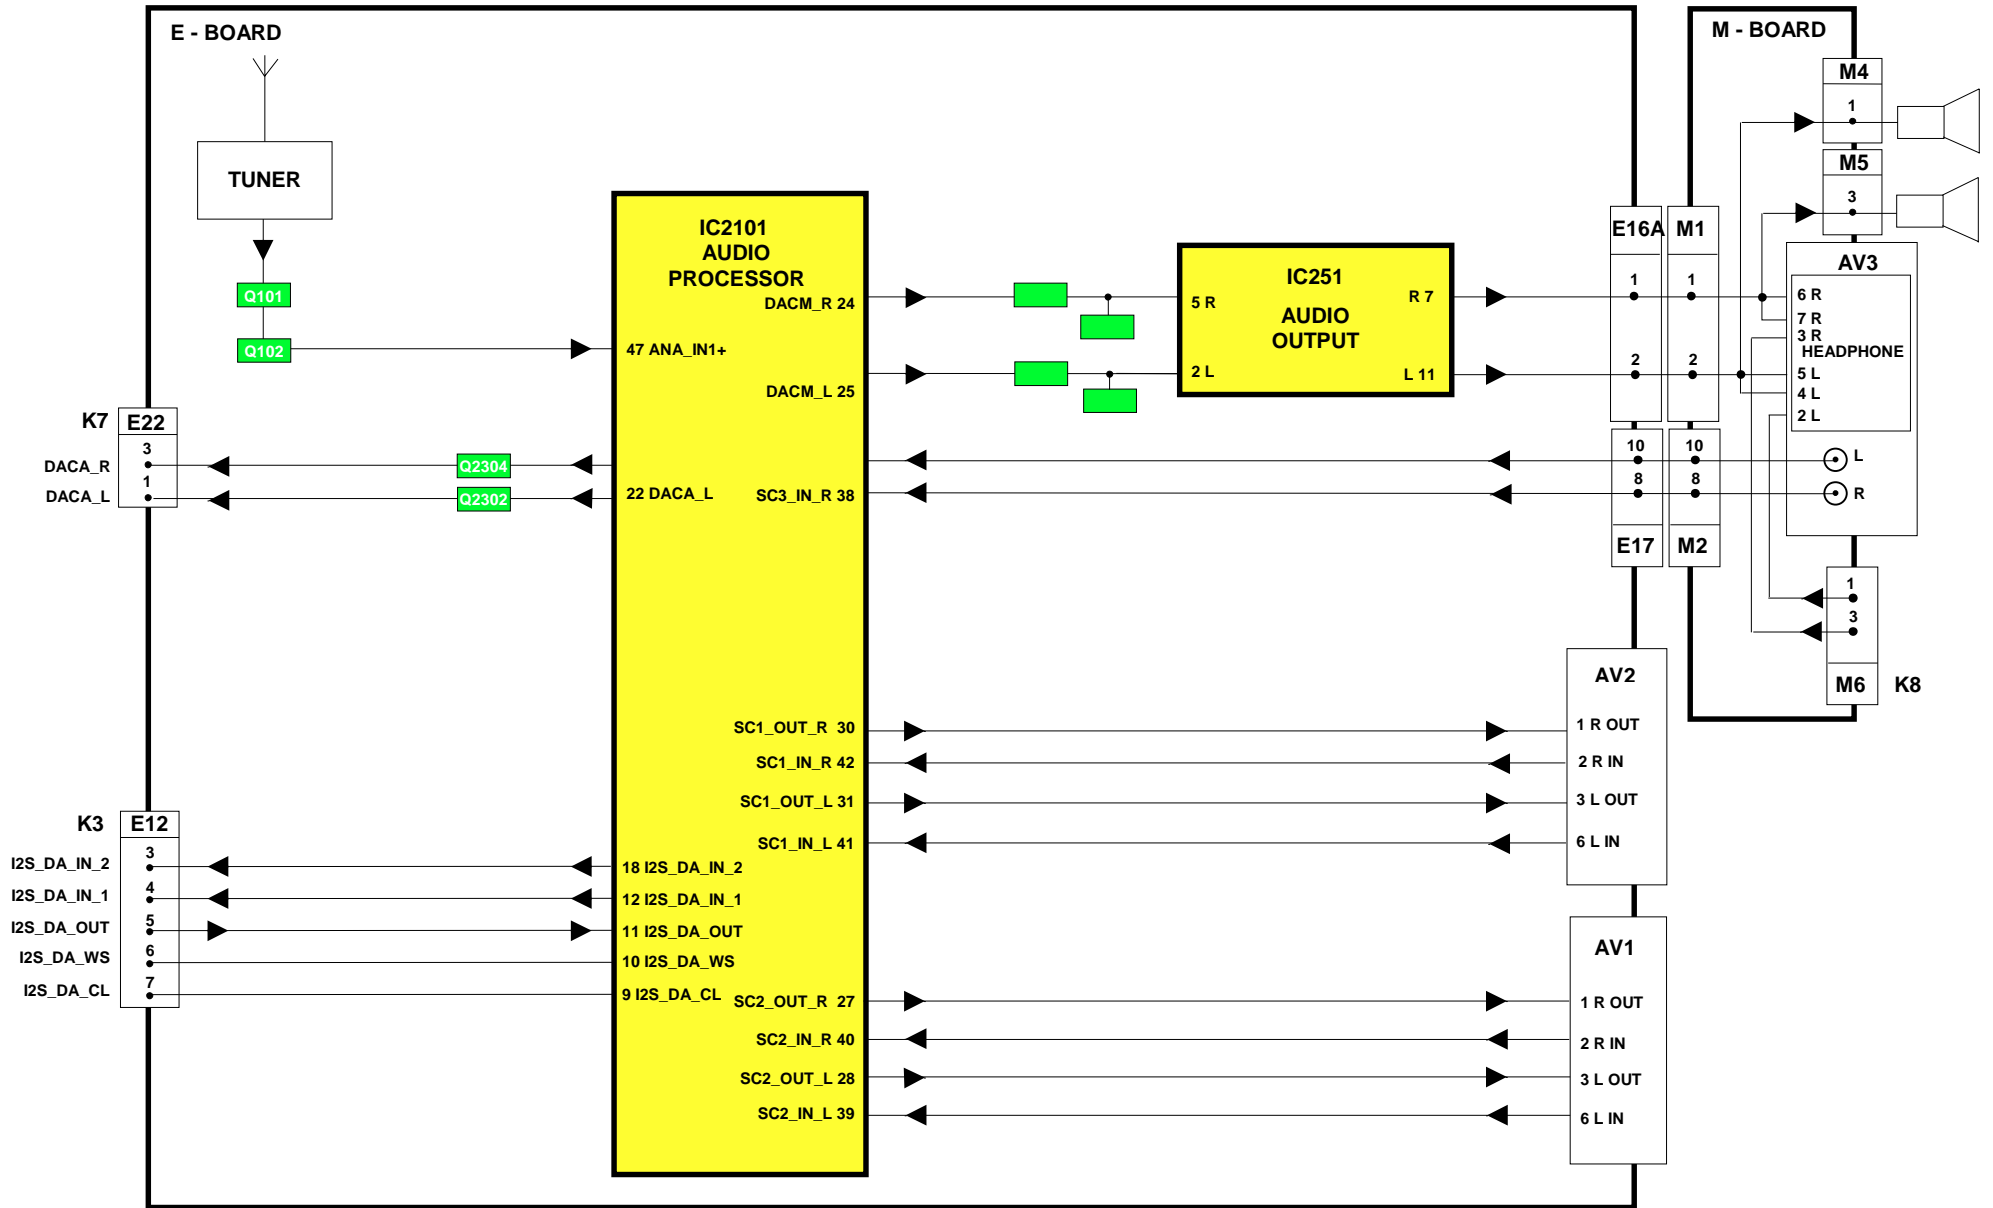 E - BOARD
TUNER
Q101
Q102
IC2101
AUDIO
PROCESSOR
DACM_R 24
47 ANA_IN1+
DACM_L 25
22 DACA_L
SC3_IN_R 38
SC1_OUT_R 30
SC1_IN_R 42
SC1_OUT_L 31
SC1_IN_L 41
18 I2S_DA_IN_2
12 I2S_DA_IN_1
11 I2S_DA_OUT
10 I2S_DA_WS
9 I2S_DA_CL
SC2_OUT_R 27
SC2_IN_R 40
SC2_OUT_L 28
SC2_IN_L 39
K7
E22
3
DACA_R
1
DACA_L
Q2304
Q2302
K3
E12
I2S_DA_IN_2
3
I2S_DA_IN_1
4
I2S_DA_OUT
5
I2S_DA_WS
6
I2S_DA_CL
7
IC251
AUDIO
OUTPUT
5 R
R 7
2 L
L 11
E16A
1
2
10
8
E17
M1
1
2
10
8
M2
AV2
1 R OUT
2 R IN
3 L OUT
6 L IN
AV1
1 R OUT
2 R IN
3 L OUT
6 L IN
M - BOARD
M4
1
M5
3
AV3
6 R
7 R
3 R
HEADPHONE
5 L
4 L
2 L
L
R
1
3
M6
K8